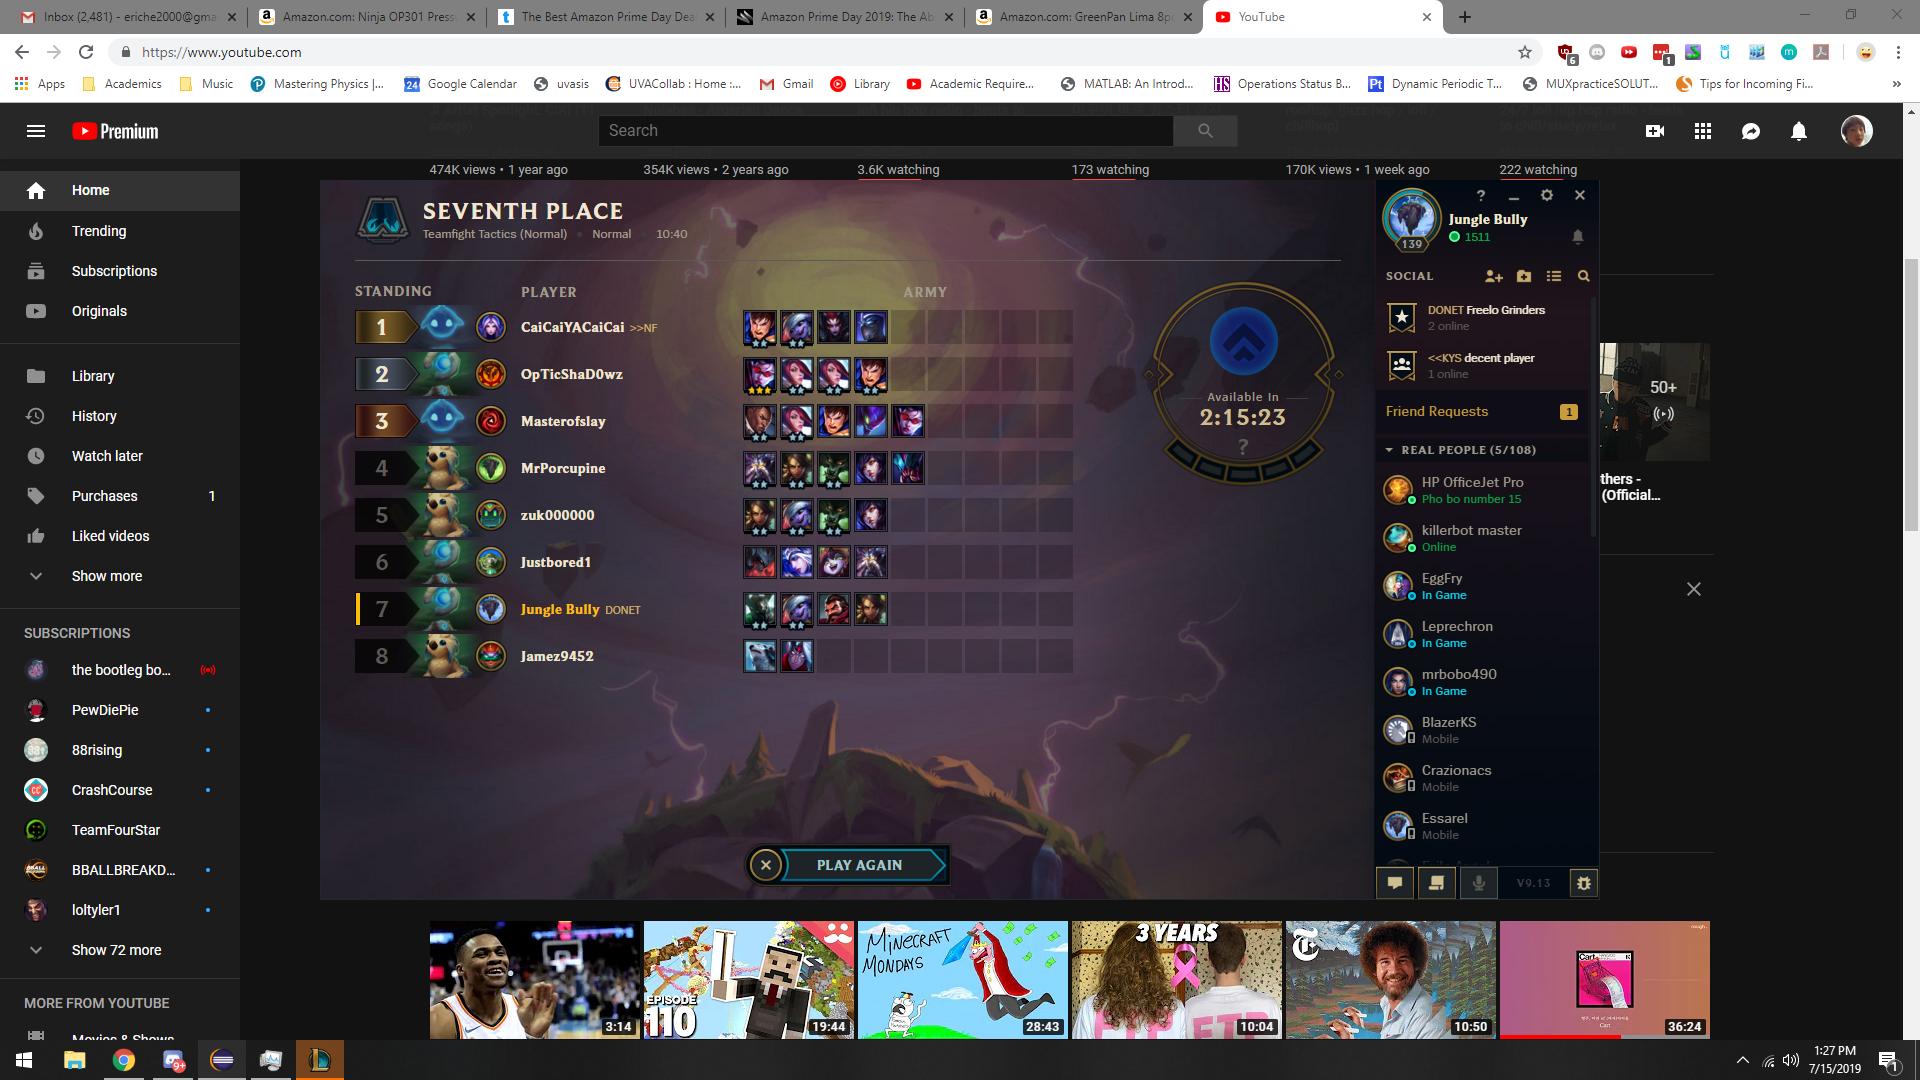 Inbox (2,481) - eriche2000@gma
Amazon.com: Ninja OP301 Press
The Best Amazon Prime Day Dea
Amazon Prime Day 2019: The Ab
Amazon.com: GreenPan Lima 8p
YouTube
https://www.youtube.com
6
1
Apps
Academics
Music
Mastering Physics |...
24
Google Calendar
uvasis
UVACollab : Home :...
Gmail
Library
Academic Require...
MATLAB: An Introd...
HS
Operations Status B...
Pt
Dynamic Periodic T...
MUXpracticeSOLUT...
Tips for Incoming Fi...
»
Premium
Search
474K views • 1 year ago
354K views • 2 years ago
3.6K watching
173 watching
170K views • 1 week ago
222 watching
Home
Trending
Subscriptions
Originals
Library
History
Watch later
Purchases 1
Liked videos
Show more
SUBSCRIPTIONS
the bootleg bo...
PewDiePie
88rising
CrashCourse
TeamFourStar
BBALLBREAKD...
loltyler1
Show 72 more
MORE FROM YOUTUBE
Movies & Shows
SEVENTH PLACE
Teamfight Tactics (Normal) • Normal • 10:40
STANDING PLAYER ARMY
1 CaiCaiYACaiCai >>NF
2 OpTicShaD0wz
3 Masterofslay
4 MrPorcupine
5 zuk000000
6 Justbored1
7 Jungle Bully DONET
8 Jamez9452
Available In
2:15:23
?
PLAY AGAIN
?
Jungle Bully
1511
139
SOCIAL
DONET Freelo Grinders
2 online
<<KYS decent player
1 online
Friend Requests 1
REAL PEOPLE (5/108)
HP OfficeJet Pro
Pho bo number 15
killerbot master
Online
EggFry
In Game
Leprechron
In Game
mrbobo490
In Game
BlazerKS
Mobile
Crazionacs
Mobile
Essarel
Mobile
V9.13
50+
thers -
(Official...
3:14
EPISODE
110
19:44
MINECRAFT
MONDAYS
28:43
3 YEARS
10:04
10:50
Cart
36:24
9+
1:27 PM
7/15/2019
1